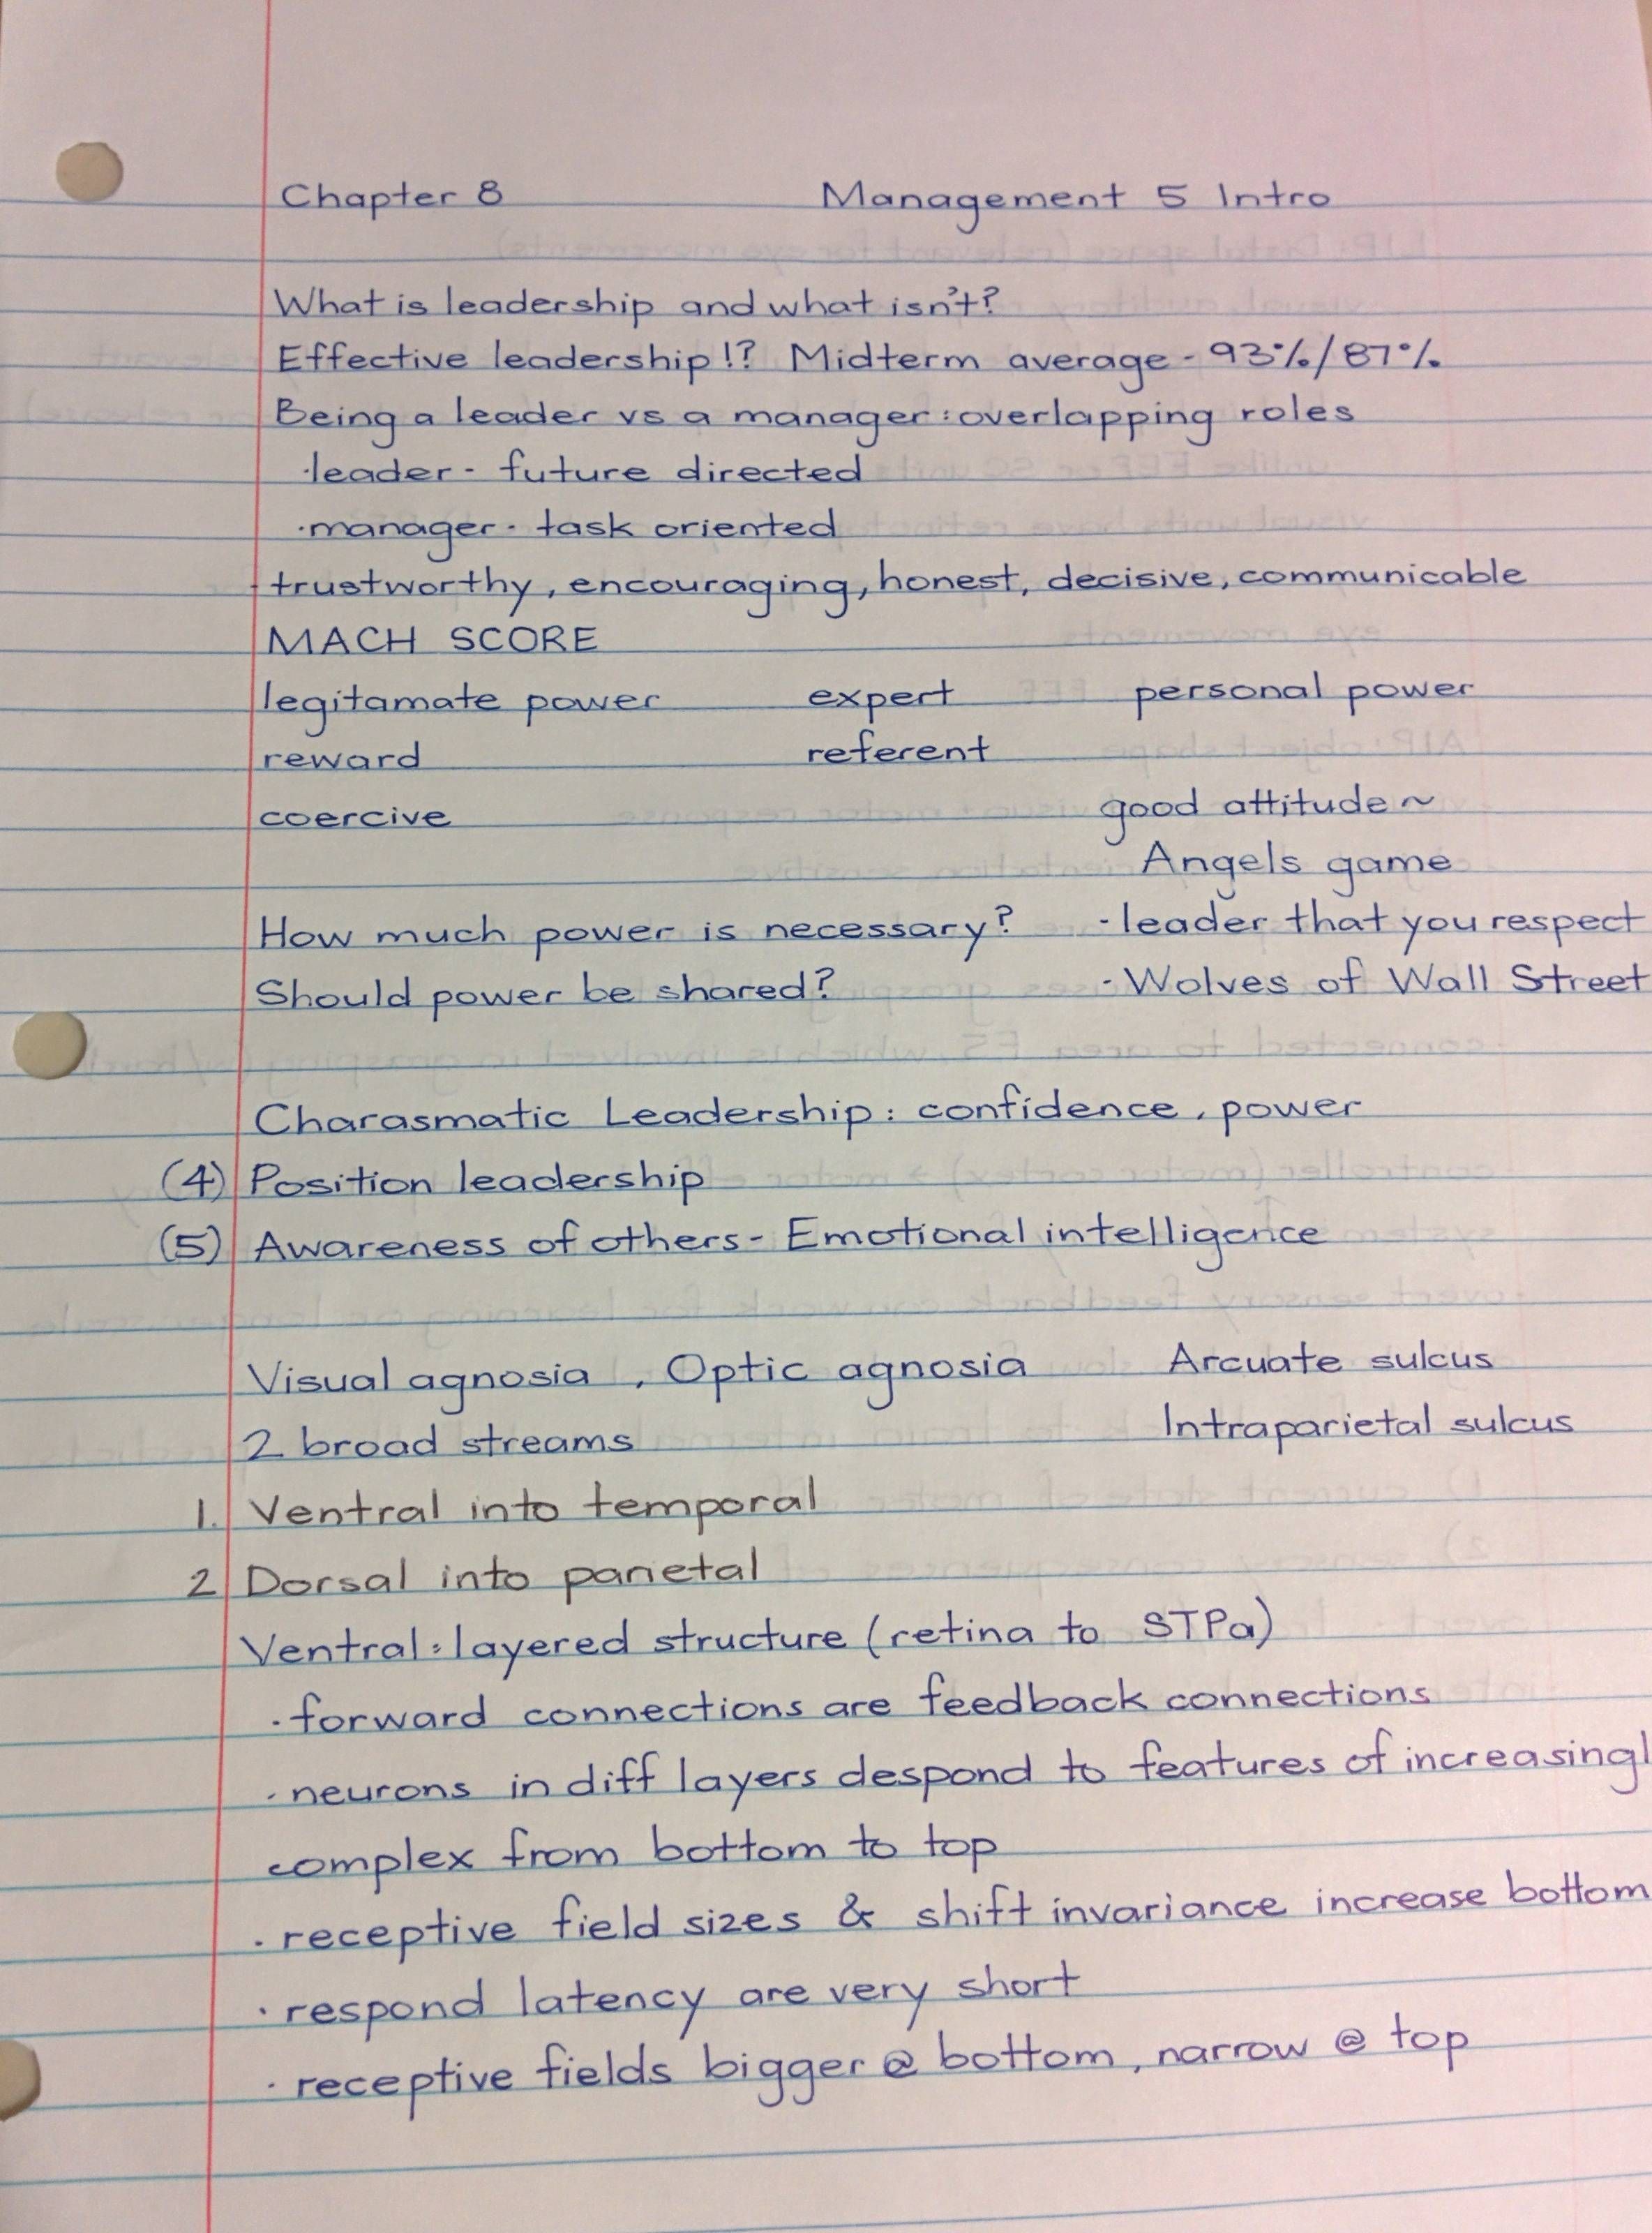 Chapter 8 Management 5 Intro
What is leadership and what isn't?
Effective leadership!? Midterm average - 93%/87%
Being a leader vs a manager: overlapping roles
·leader - future directed
·manager - task oriented
trustworthy, encouraging, honest, decisive, communicable
MACH SCORE
legitamate power expert personal power
reward referent
coercive good attitude ~
Angels game
How much power is necessary? - leader that you respect
Should power be shared? - Wolves of Wall Street
Charasmatic Leadership: confidence, power
(4) Position leadership
(5) Awareness of others - Emotional intelligence
Visual agnosia, Optic agnosia Arcuate sulcus
2 broad streams Intraparietal sulcus
1. Ventral into temporal
2 Dorsal into parietal
Ventral: layered structure (retina to STPa)
· forward connections are feedback connections
· neurons in diff layers despond to features of increasingl
complex from bottom to top
· receptive field sizes & shift invariance increase bottom
· respond latency are very short
· receptive fields bigger @ bottom, narrow @ top